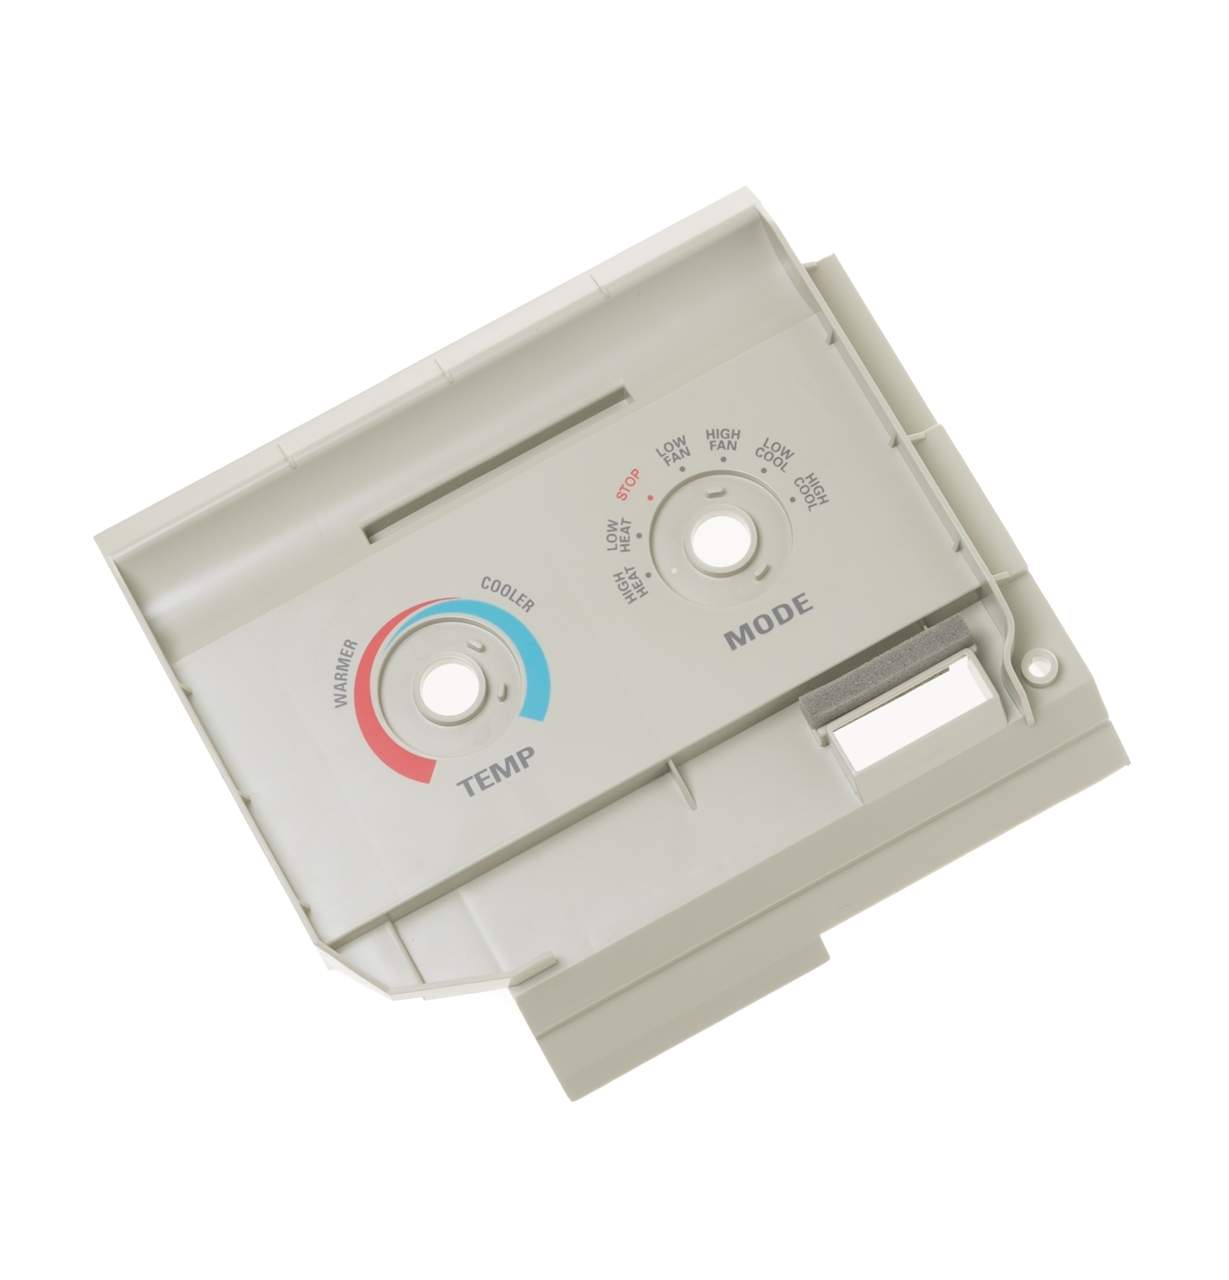 WARMER
COOLER
TEMP
HIGH
HEAT
LOW
HEAT
STOP
LOW
FAN
HIGH
FAN
LOW
COOL
HIGH
COOL
MODE